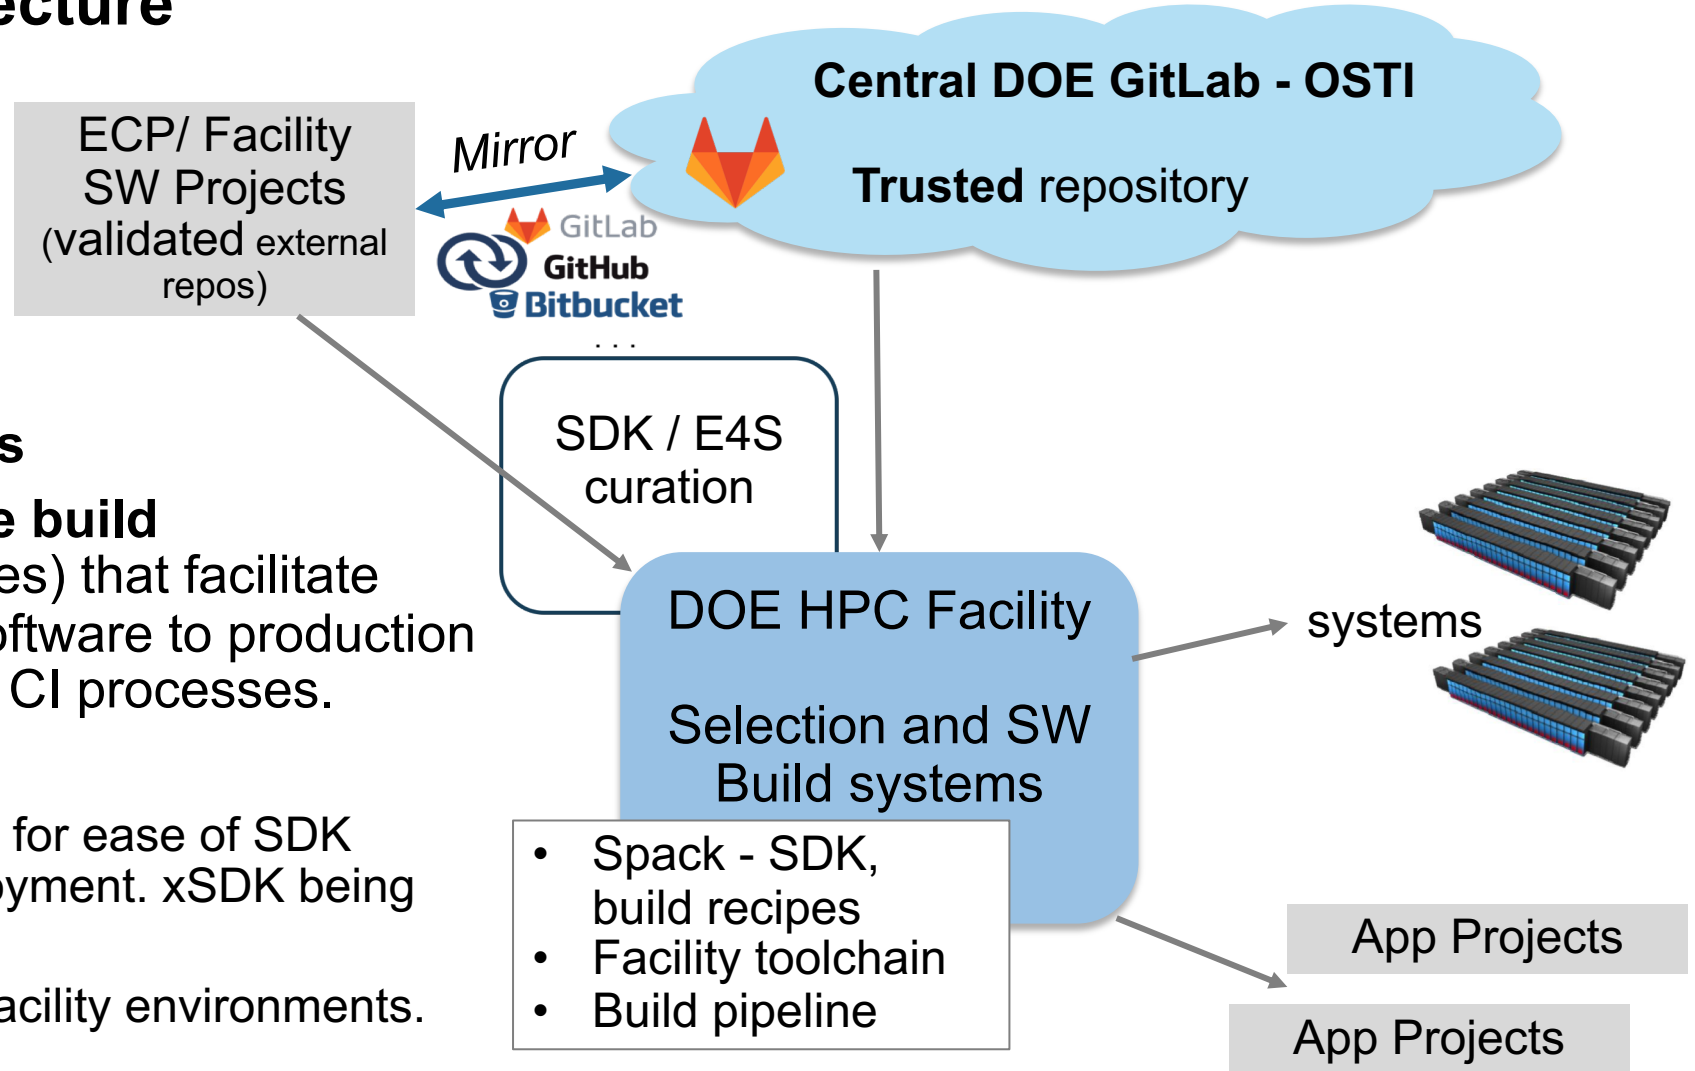 ecture
Central DOE GitLab - OSTI
Trusted repository
ECP/ Facility
SW Projects
(validated external
repos)
Mirror
GitLab
GitHub
Bitbucket
. . .
SDK / E4S
curation
s
e build
es) that facilitate
oftware to production
CI processes.
for ease of SDK
oyment. xSDK being
acility environments.
DOE HPC Facility
Selection and SW
Build systems
• Spack - SDK,
build recipes
• Facility toolchain
• Build pipeline
systems
App Projects
App Projects